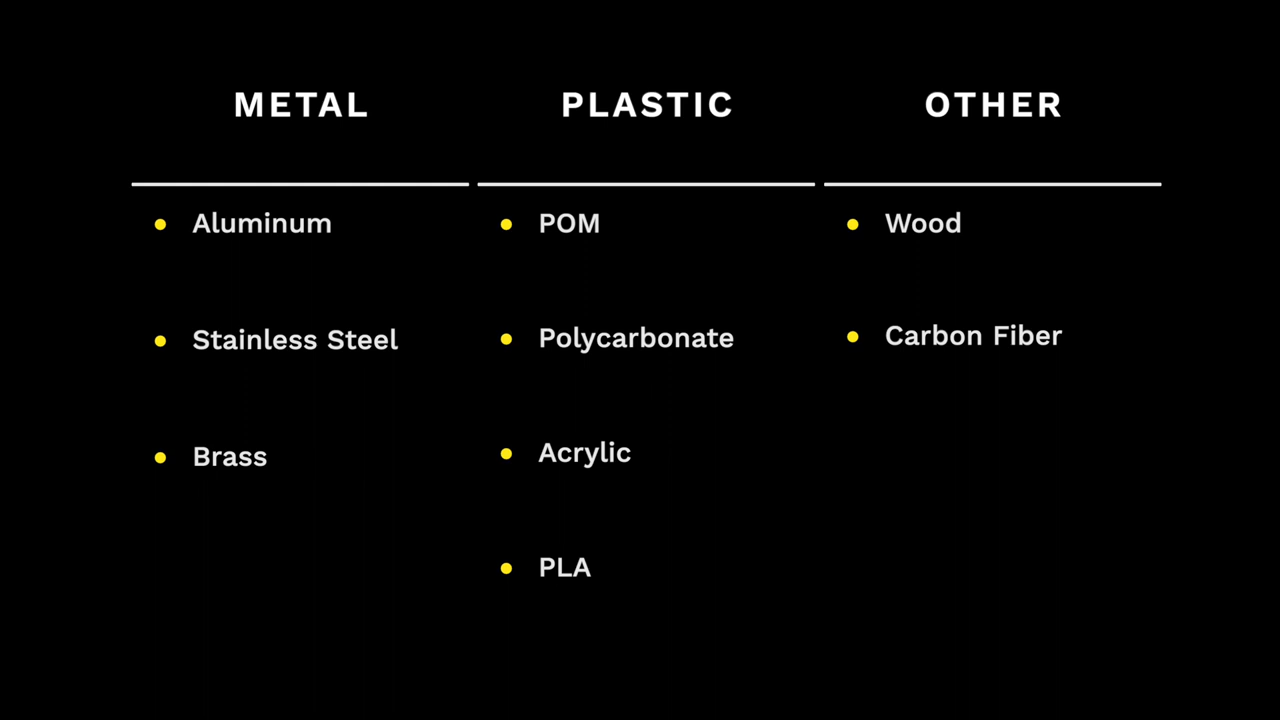 METAL
Aluminum
Stainless Steel
Brass
PLASTIC
POM
Polycarbonate
Acrylic
PLA
OTHER
Wood
Carbon Fiber